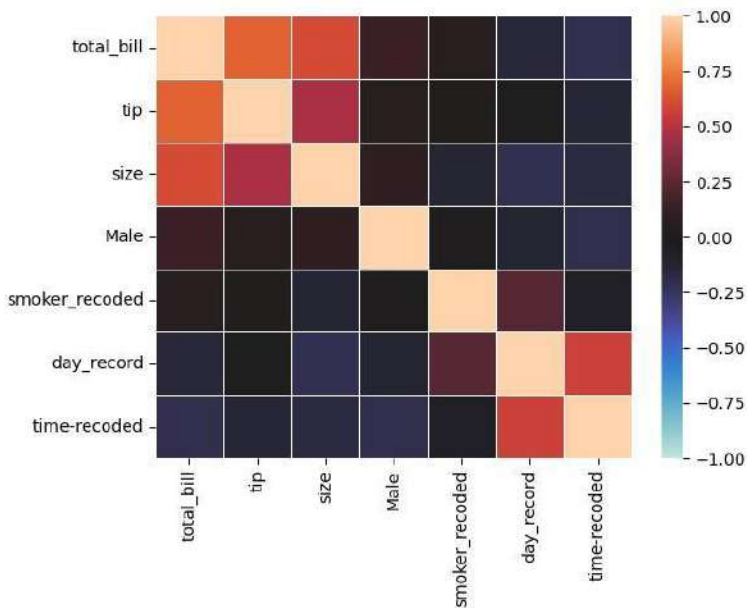 total_bill
tip
size
Male
smoker_recoded
day_record
time-recoded
total_bill
tip
size
Male
smoker_recoded
day_record
time-recoded
1.00
0.75
0.50
0.25
0.00
−0.25
−0.50
−0.75
−1.00